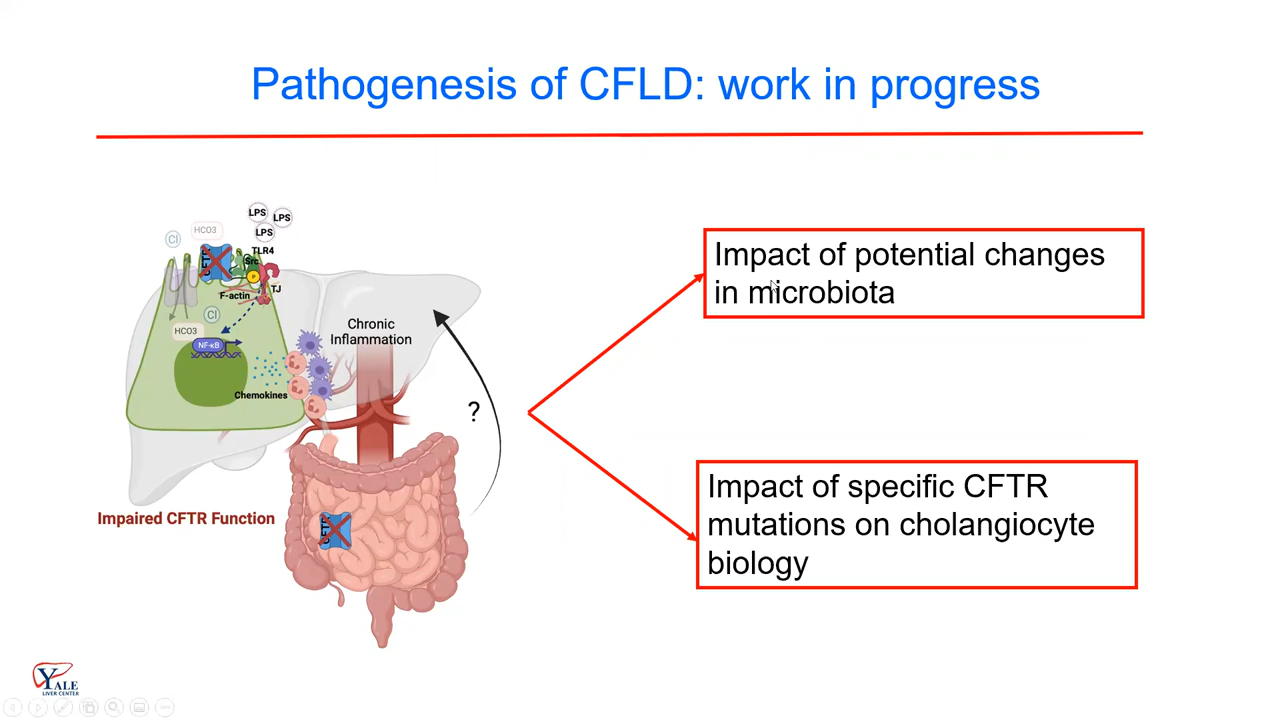 Pathogenesis of CFLD: work in progress
LPS
LPS
LPS
HCO3
Cl
TLR4
Src
CFTR
P
F-actin
TJ
Cl
HCO3
NF-κB
Chemokines
Chronic
Inflammation
?
Impaired CFTR Function
CFTR
Impact of potential changes
in microbiota
Impact of specific CFTR
mutations on cholangiocyte
biology
YALE
LIVER CENTER